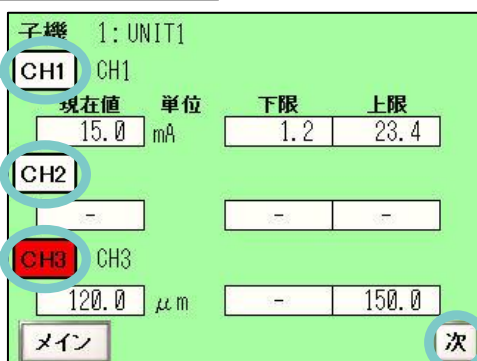 子機 1:UNIT1
CH1 CH1
現在値 単位 下限 上限
15.0 mA 1.2 23.4
CH2
- - -
CH3 CH3
120.0 μm - 150.0
メイン 次